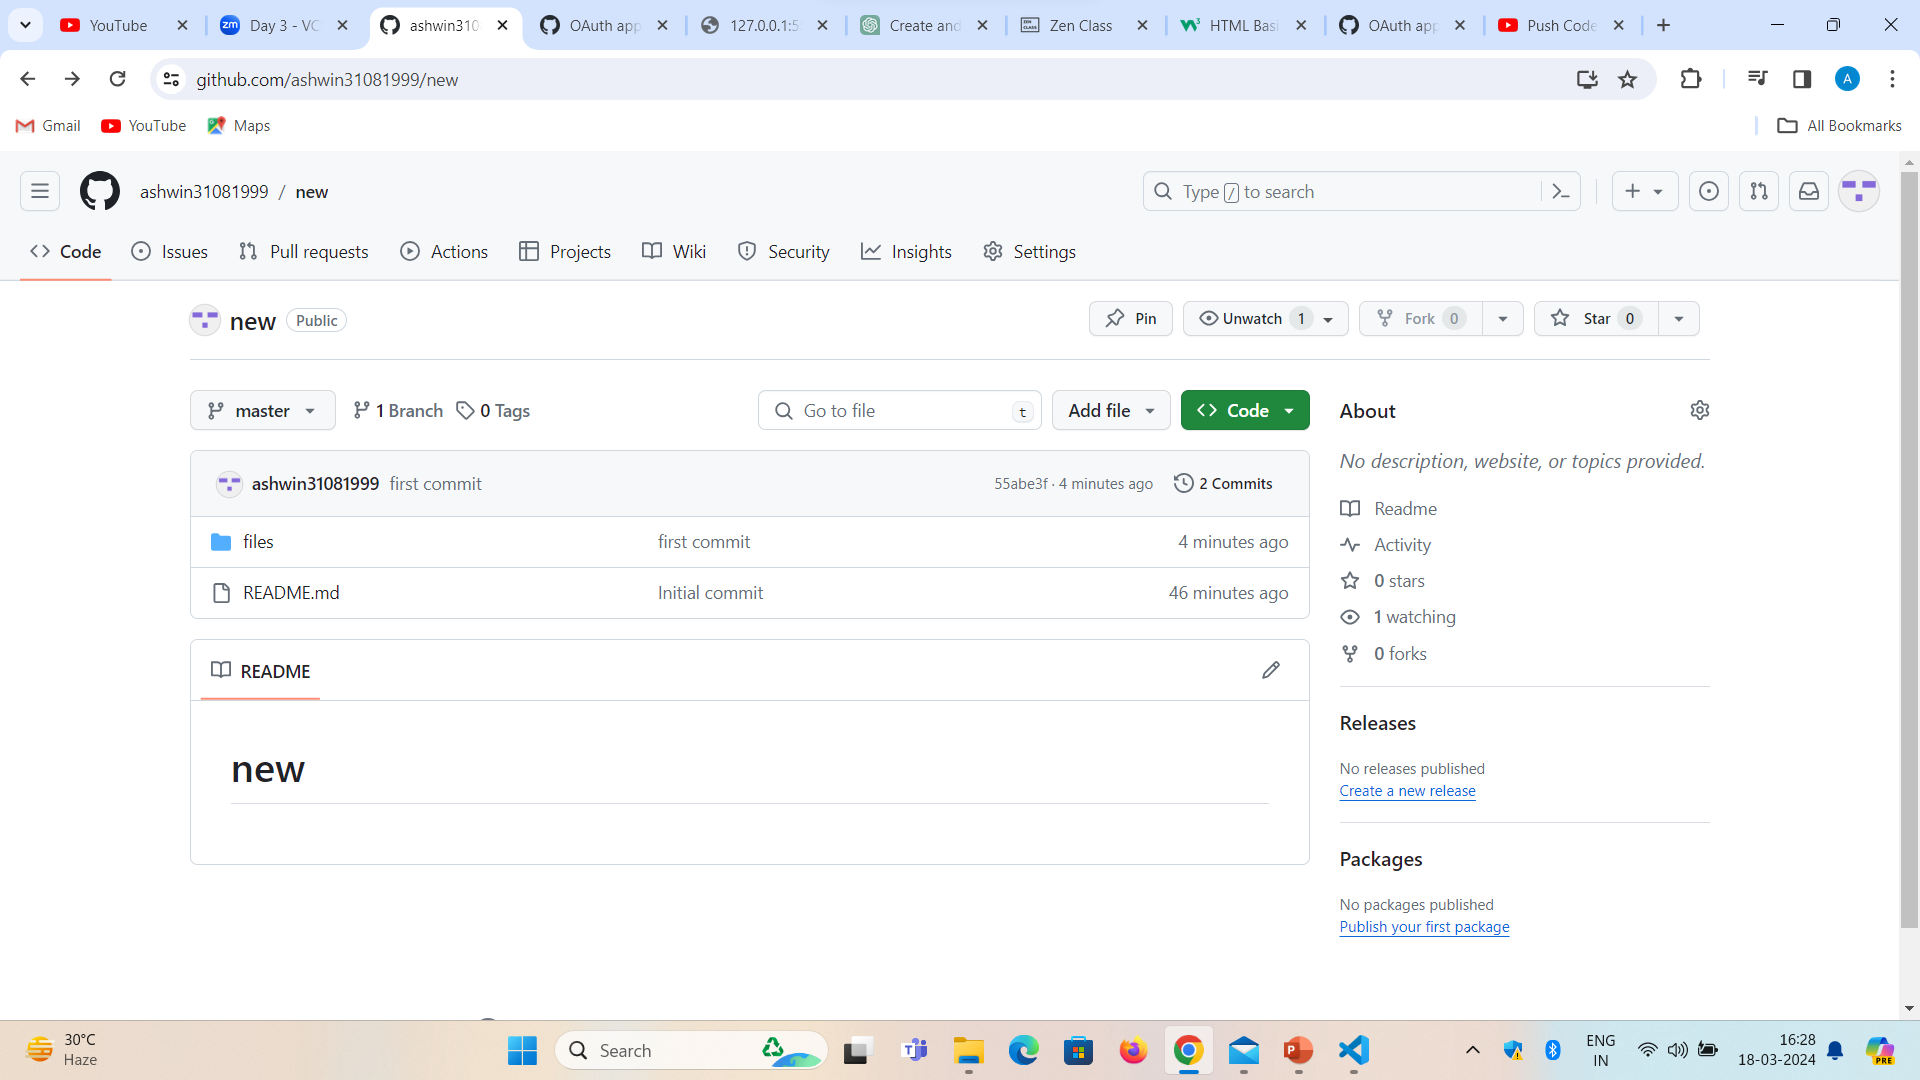 YouTube
Day 3 - VC
ashwin310
OAuth app
127.0.0.1:5
Create and
Zen Class
HTML Basi
OAuth app
Push Code
github.com/ashwin31081999/new
A
Gmail YouTube Maps All Bookmarks
ashwin31081999 / new
Type / to search
Code Issues Pull requests Actions Projects Wiki Security Insights Settings
new Public
Pin Unwatch 1 Fork 0 Star 0
master 1 Branch 0 Tags
Go to file t Add file Code
ashwin31081999 first commit 55abe3f · 4 minutes ago 2 Commits
files first commit 4 minutes ago
README.md Initial commit 46 minutes ago
README
new
About
No description, website, or topics provided.
Readme
Activity
0 stars
1 watching
0 forks
Releases
No releases published
Create a new release
Packages
No packages published
Publish your first package
30°C
Haze
Search
ENG
IN
16:28
18-03-2024
PRE